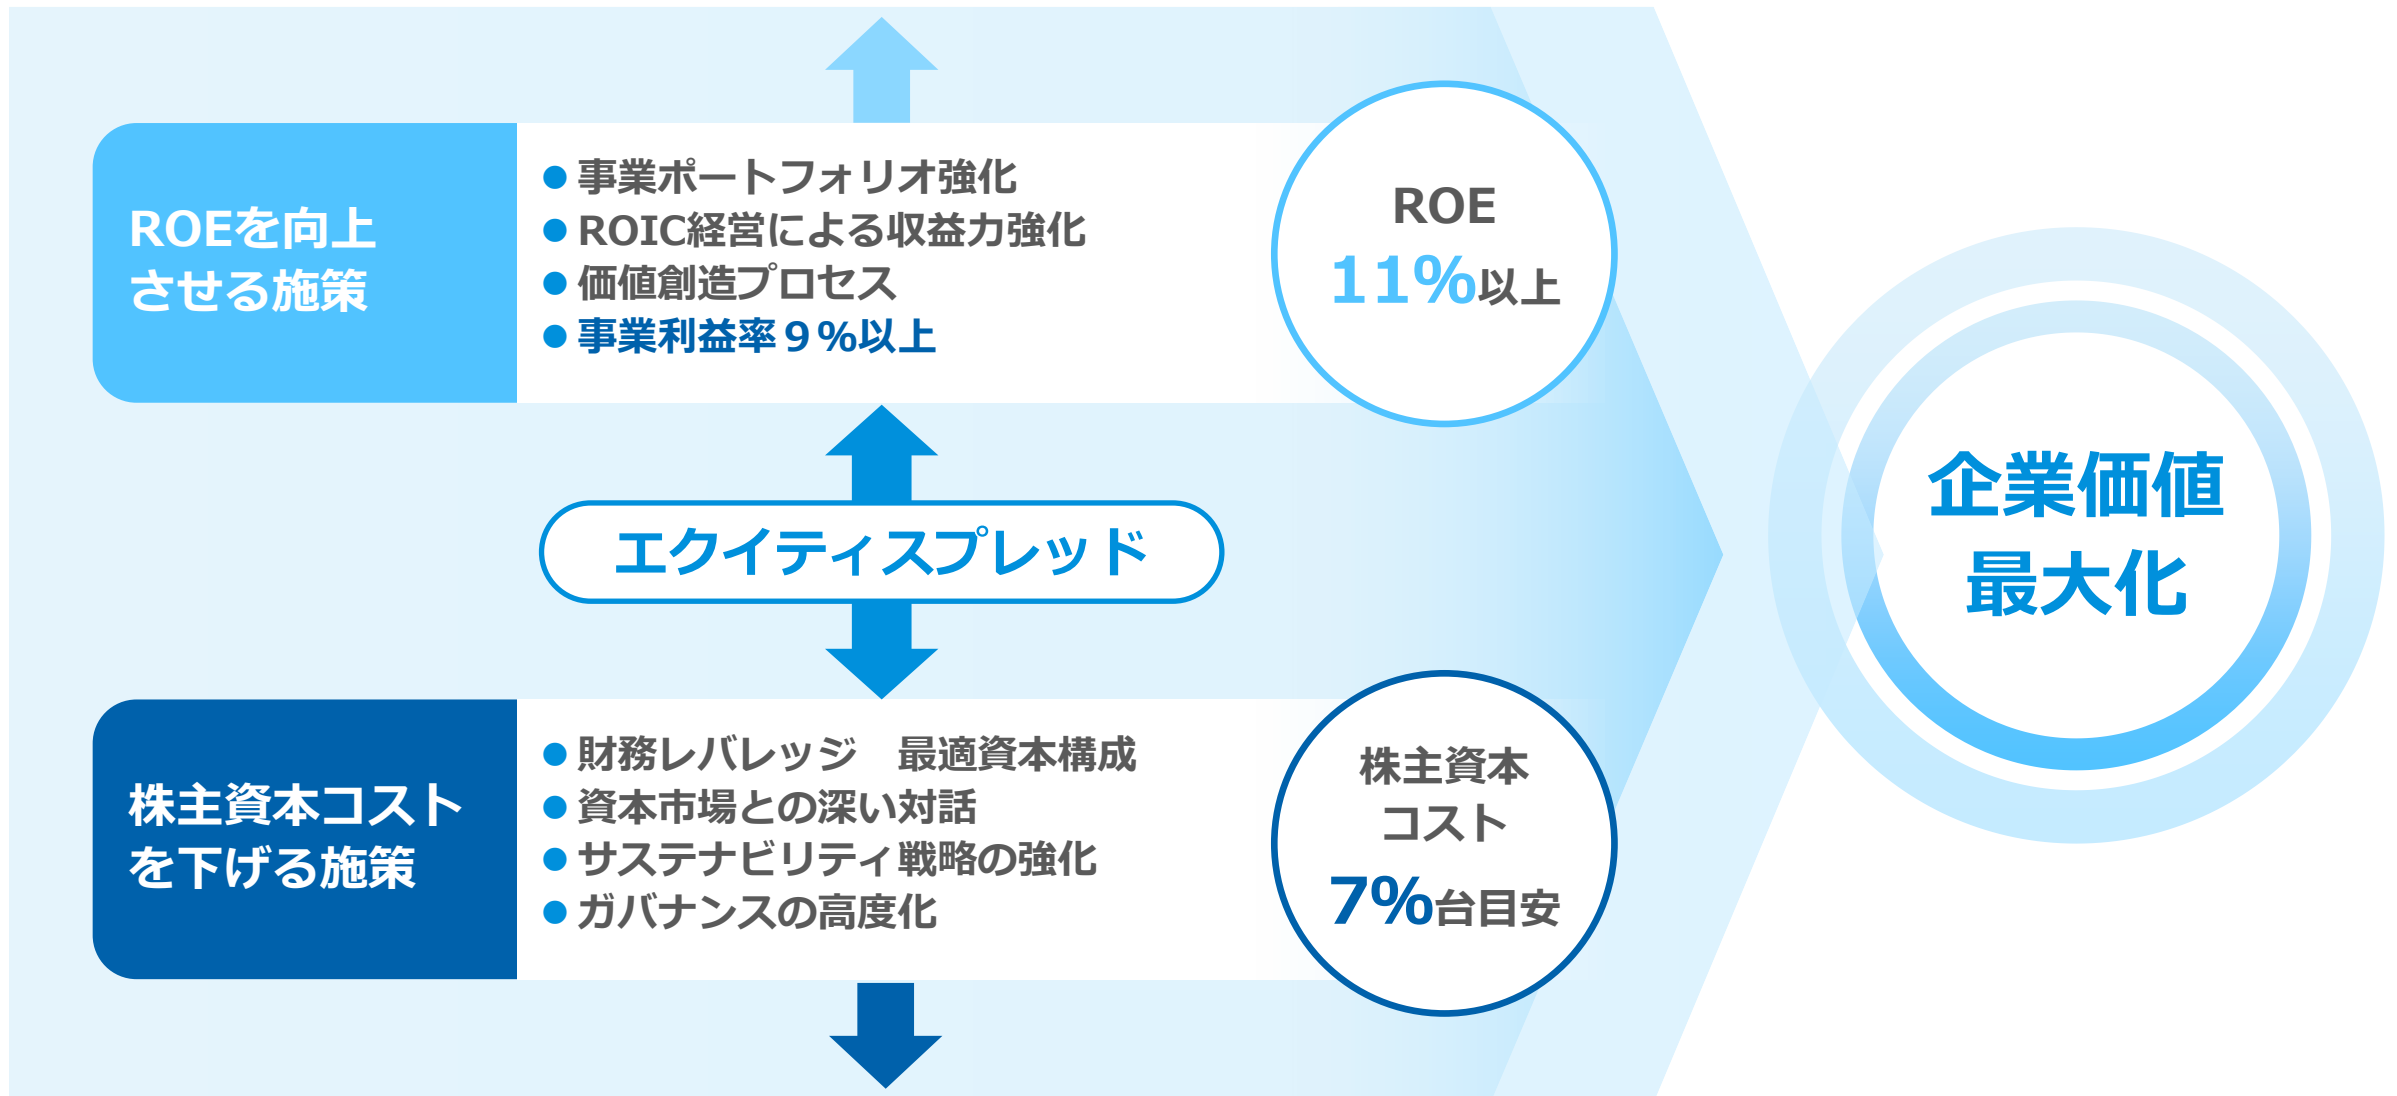 ROEを向上
させる施策
事業ポートフォリオ強化
ROIC経営による収益力強化
価値創造プロセス
事業利益率９%以上
ROE
11%以上
エクイティスプレッド
株主資本コスト
を下げる施策
財務レバレッジ　最適資本構成
資本市場との深い対話
サステナビリティ戦略の強化
ガバナンスの高度化
株主資本
コスト
7%台目安
企業価値
最大化